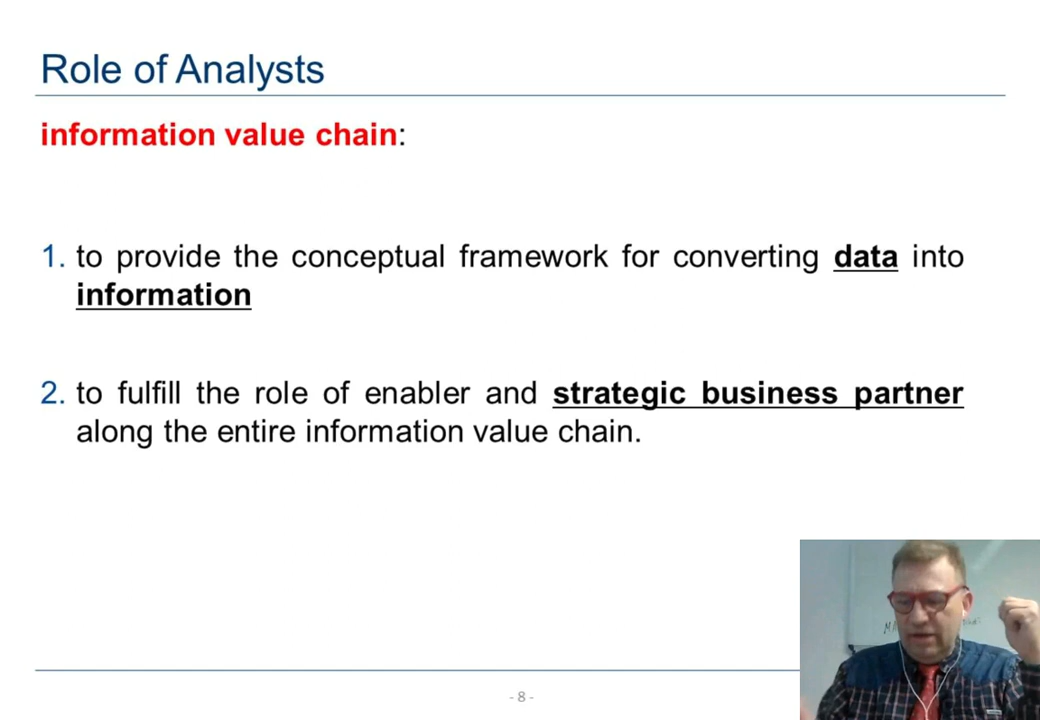 Role of Analysts
information value chain:
1. to provide the conceptual framework for converting data into
information
2. to fulfill the role of enabler and strategic business partner
along the entire information value chain.
- 8 -